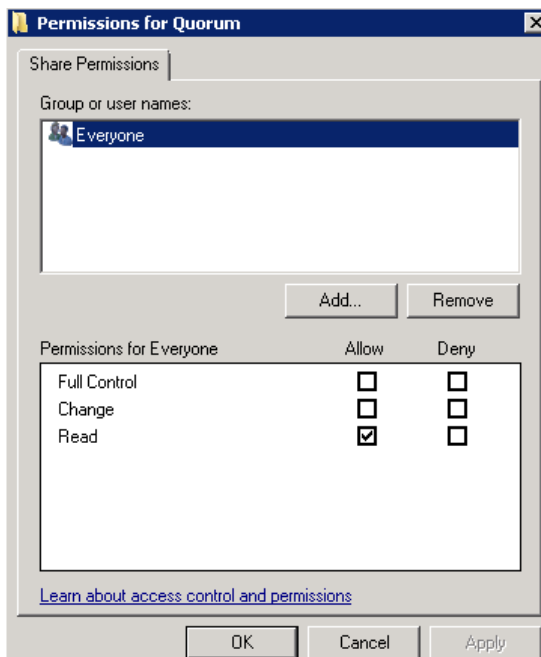 Permissions for Quorum
Share Permissions
Group or user names:
Everyone
Add... Remove
Permissions for Everyone Allow Deny
Full Control
Change
Read
Learn about access control and permissions
OK Cancel Apply